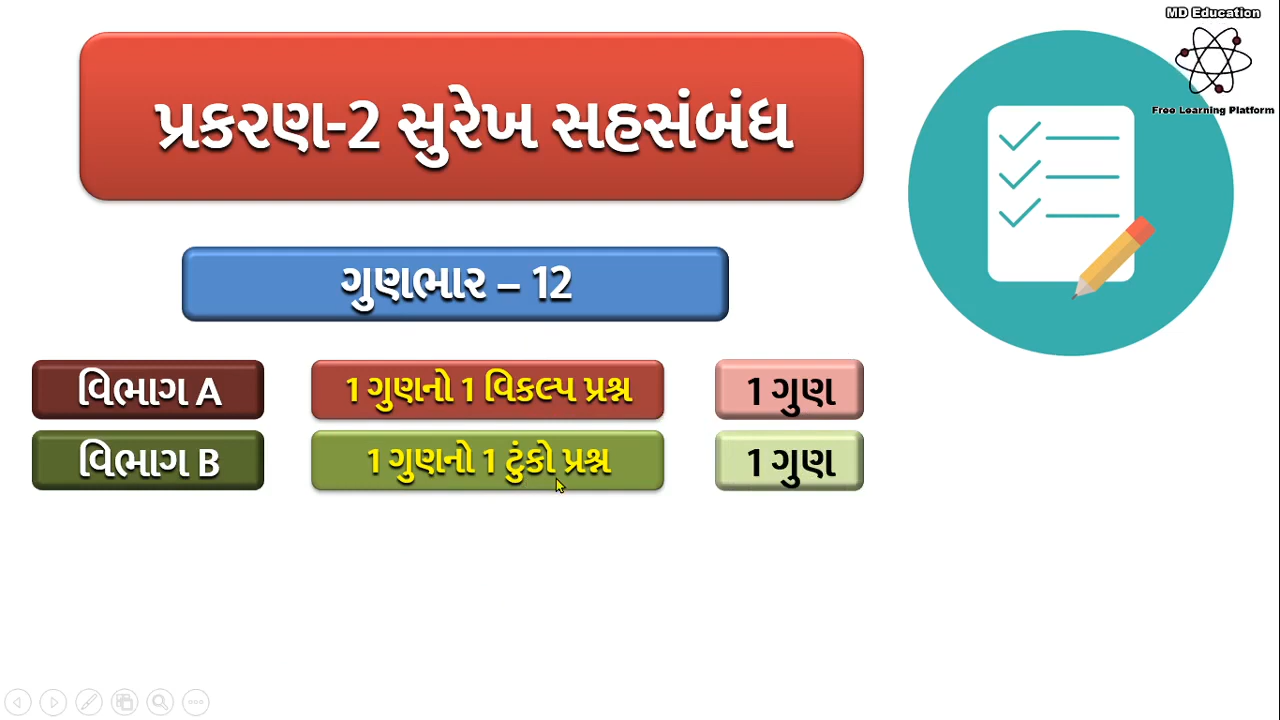 MD Education
પ્રકરણ-2 સુરેખ સહસંબંધ
Free Learning Platform
ગુણભાર – 12
વિભાગ A
1 ગુણનો 1 વિકલ્પ પ્રશ્ન
1 ગુણ
વિભાગ B
1 ગુણનો 1 ટુંકો પ્રશ્ન
1 ગુણ